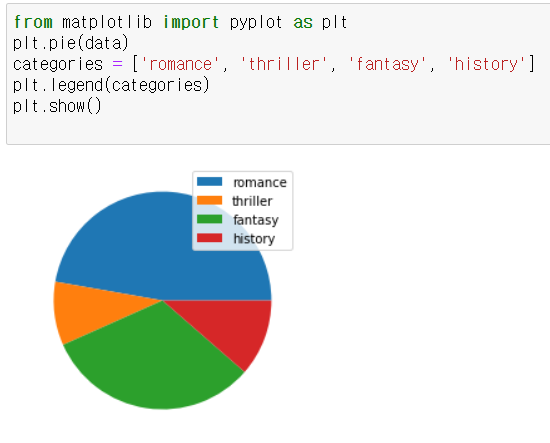 from matplotlib import pyplot as plt
plt.pie(data)
categories = ['romance', 'thriller', 'fantasy', 'history']
plt.legend(categories)
plt.show()
romance
thriller
fantasy
history